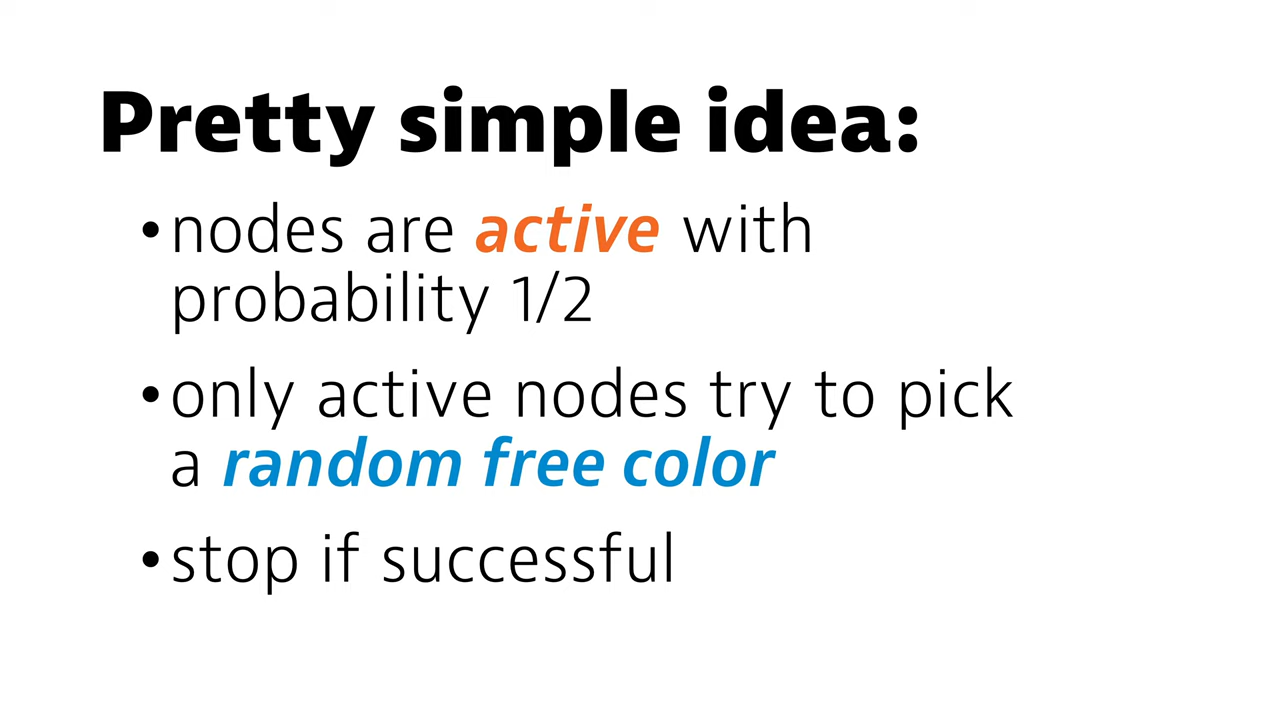 Pretty simple idea:
•nodes are active with
probability 1/2
•only active nodes try to pick
a random free color
•stop if successful